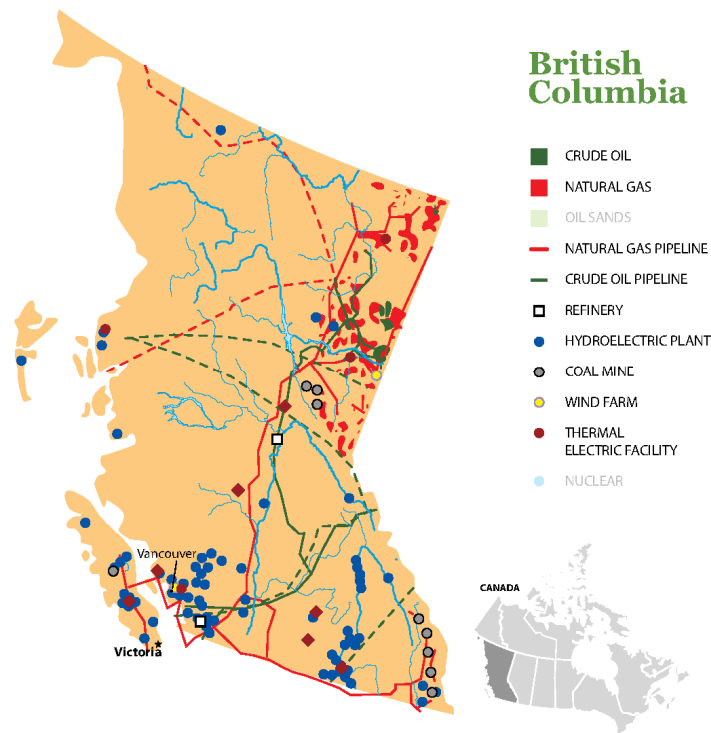 British
Columbia
CRUDE OIL
NATURAL GAS
OIL SANDS
NATURAL GAS PIPELINE
CRUDE OIL PIPELINE
REFINERY
HYDROELECTRIC PLANT
COAL MINE
WIND FARM
THERMAL
ELECTRIC FACILITY
NUCLEAR
Vancouver
CANADA
Victoria